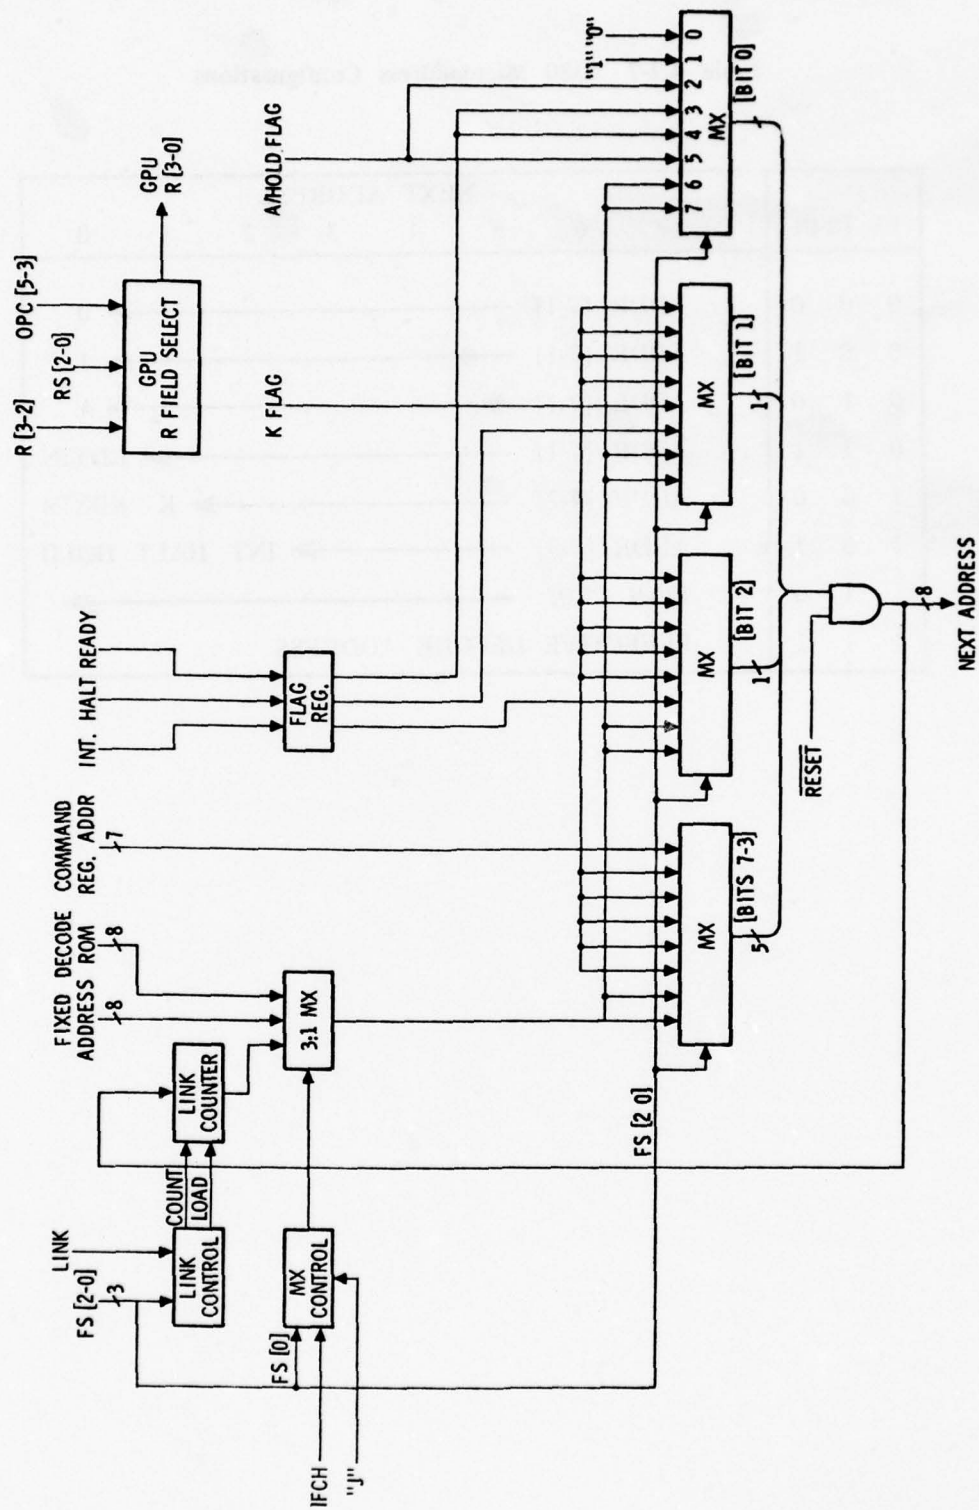 FS [2-0]
3
LINK
LINK
CONTROL
COUNT
LOAD
LINK
COUNTER
FIXED
ADDRESS
8
DECODE
ROM
8
COMMAND
REG. ADDR
7
INT. HALT READY
FLAG
REG.
R [3-2]
RS [2-0]
OPC [5-3]
GPU
R FIELD SELECT
GPU
R [3-0]
IFCH
"J"
FS [0]
MX
CONTROL
3:1 MX
K FLAG
A/HOLD FLAG
FS [2 0]
MX
[BITS 7-3]
5
MX
[BIT 2]
1
MX
[BIT 1]
1
7 6 5 4 3 2 1 0
MX
[BIT 0]
"1" "0"
RESET
8
NEXT ADDRESS